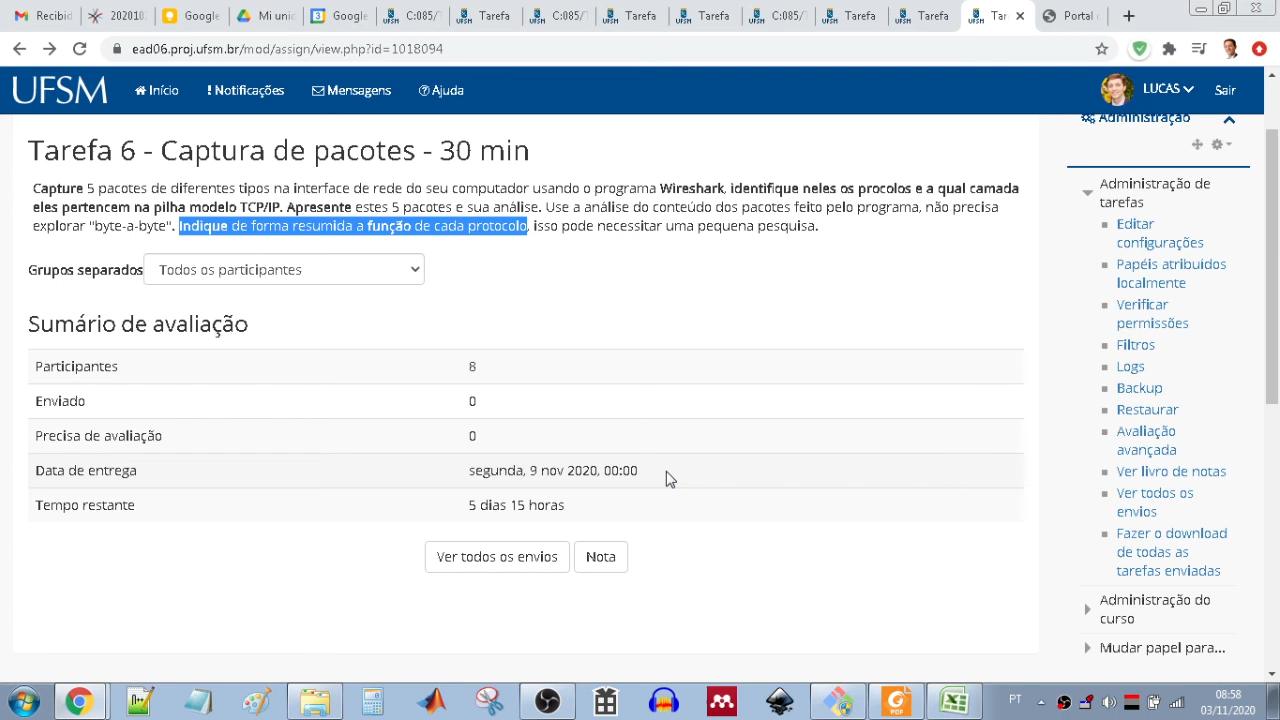 Recibid
202010
Google
Mi unid
Google
C:085/
Tarefa
C:085/
Tarefa
Tarefa
C:085/
Tarefa
Tarefa
Tar
Portal
ead06.proj.ufsm.br/mod/assign/view.php?id=1018094
UFSM
Início
Notificações
Mensagens
Ajuda
LUCAS
Sair
Administração
Tarefa 6 - Captura de pacotes - 30 min
Capture 5 pacotes de diferentes tipos na interface de rede do seu computador usando o programa Wireshark, identifique neles os procolos e a qual camada
eles pertencem na pilha modelo TCP/IP. Apresente estes 5 pacotes e sua análise. Use a análise do conteúdo dos pacotes feito pelo programa, não precisa
explorar "byte-a-byte". Indique de forma resumida a função de cada protocolo, isso pode necessitar uma pequena pesquisa.
Grupos separados Todos os participantes
Sumário de avaliação
Participantes 8
Enviado 0
Precisa de avaliação 0
Data de entrega segunda, 9 nov 2020, 00:00
Tempo restante 5 dias 15 horas
Ver todos os envios Nota
Administração de
tarefas
Editar
configurações
Papéis atribuídos
localmente
Verificar
permissões
Filtros
Logs
Backup
Restaurar
Avaliação
avançada
Ver livro de notas
Ver todos os
envios
Fazer o download
de todas as
tarefas enviadas
Administração do
curso
Mudar papel para...
PT
08:58
03/11/2020